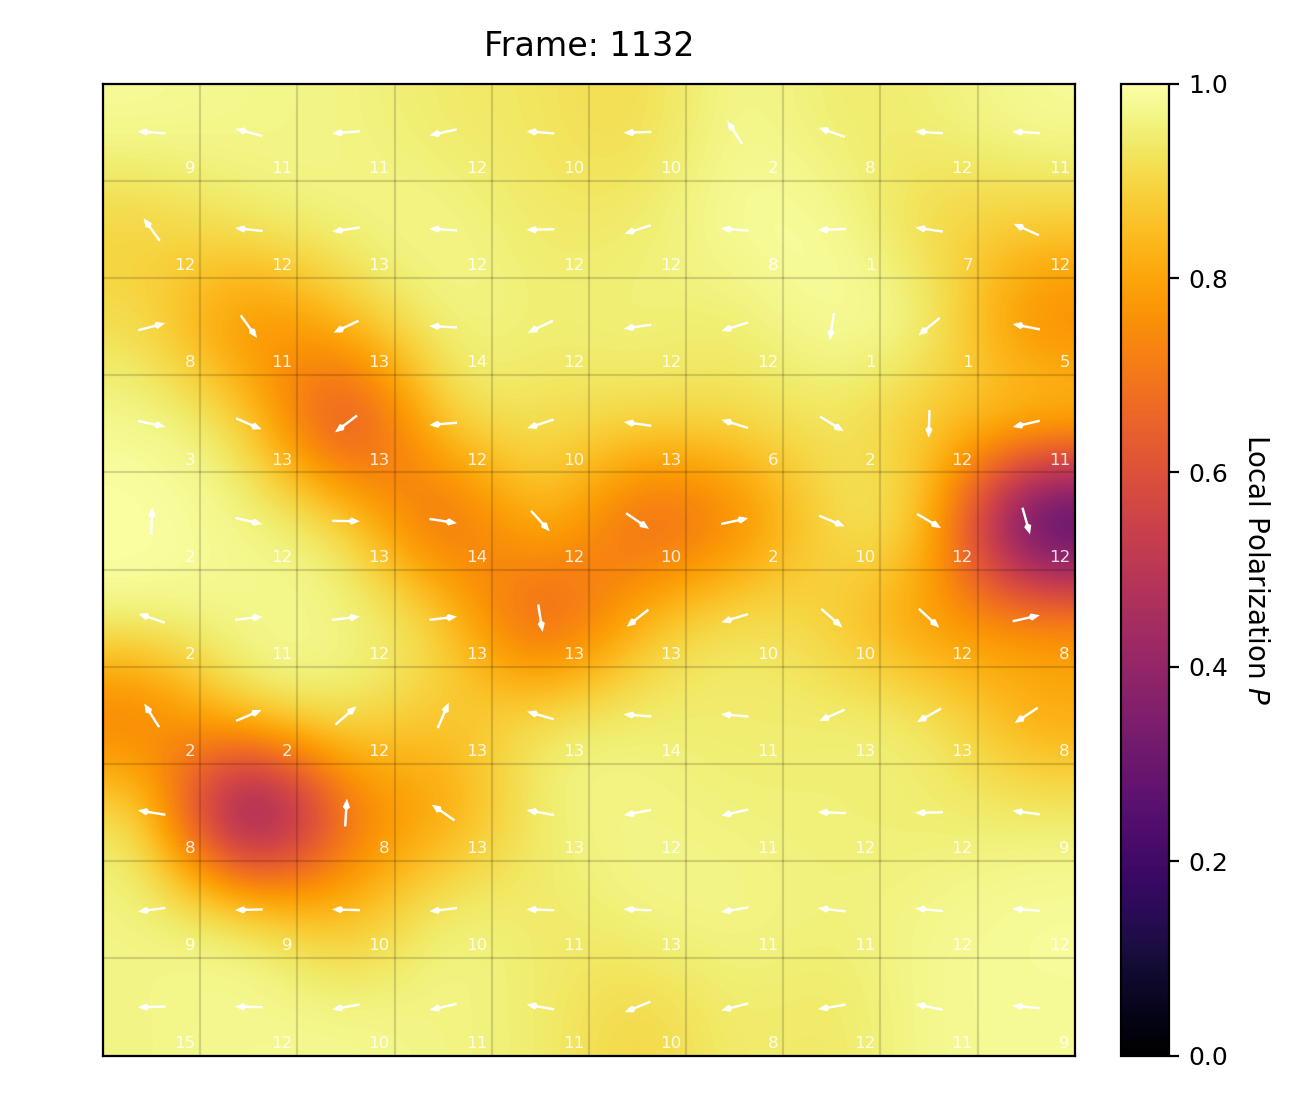 Frame: 1132
9 11 11 12 10 10 2 8 12 11
12 12 13 12 12 12 8 1 7 12
8 11 13 14 12 12 12 1 1 5
3 13 13 12 10 13 6 2 12 11
2 12 13 14 12 10 2 10 12 12
2 11 12 13 13 13 10 10 12 8
2 2 12 13 13 14 11 13 13 8
8 8 13 13 12 11 12 12 9
9 9 10 10 11 13 11 11 12 12
15 12 10 11 11 10 8 12 11 9
1.0
0.8
0.6
0.4
0.2
0.0
Local Polarization P